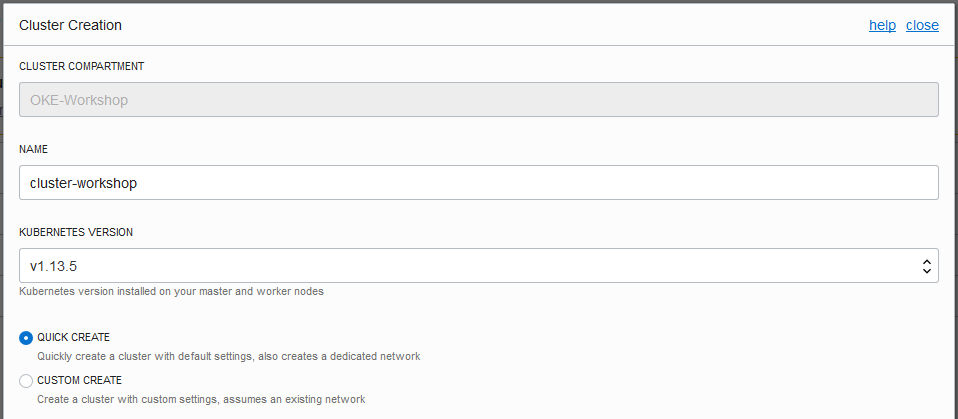 Cluster Creation
help close
CLUSTER COMPARTMENT
OKE-Workshop
NAME
cluster-workshop
KUBERNETES VERSION
v1.13.5
Kubernetes version installed on your master and worker nodes
QUICK CREATE
Quickly create a cluster with default settings, also creates a dedicated network
CUSTOM CREATE
Create a cluster with custom settings, assumes an existing network